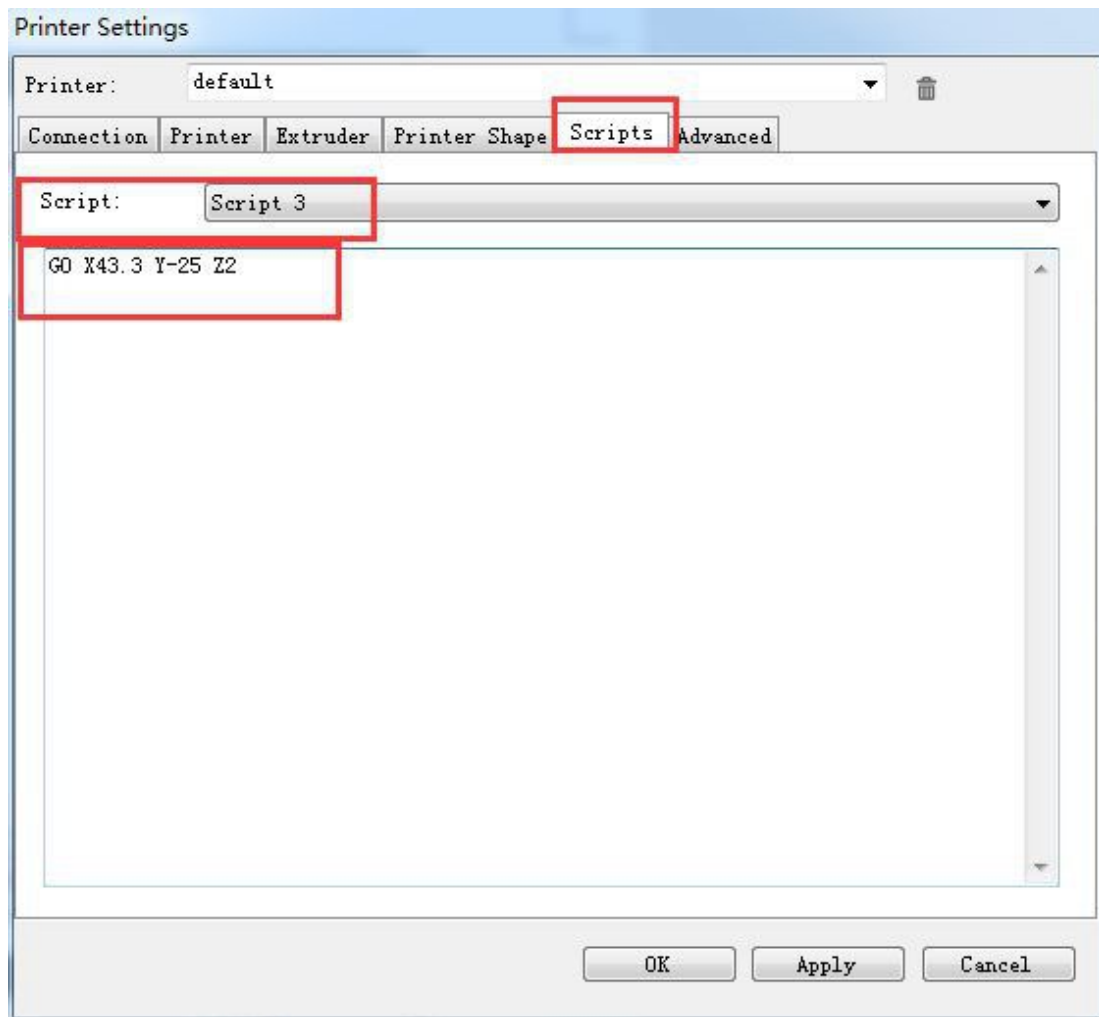 Printer Settings
Printer: default
Connection Printer Extruder Printer Shape Scripts Advanced
Script: Script 3
G0 X43.3 Y-25 Z2
OK Apply Cancel